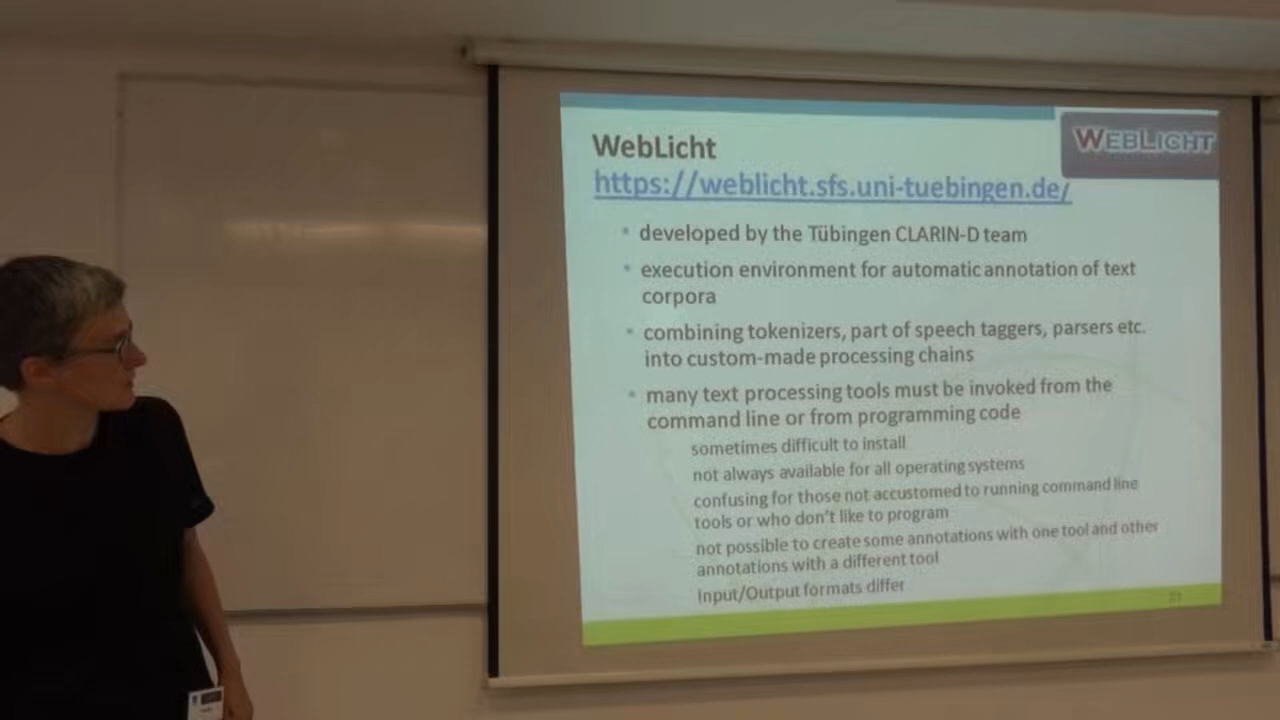 WebLicht
WEBLICHT
https://weblicht.sfs.uni-tuebingen.de/
• developed by the Tübingen CLARIN-D team
• execution environment for automatic annotation of text
corpora
• combining tokenizers, part of speech taggers, parsers etc.
into custom-made processing chains
• many text processing tools must be invoked from the
command line or from programming code
sometimes difficult to install
not always available for all operating systems
confusing for those not accustomed to running command line
tools or who don't like to program
not possible to create some annotations with one tool and other
annotations with a different tool
Input/Output formats differ